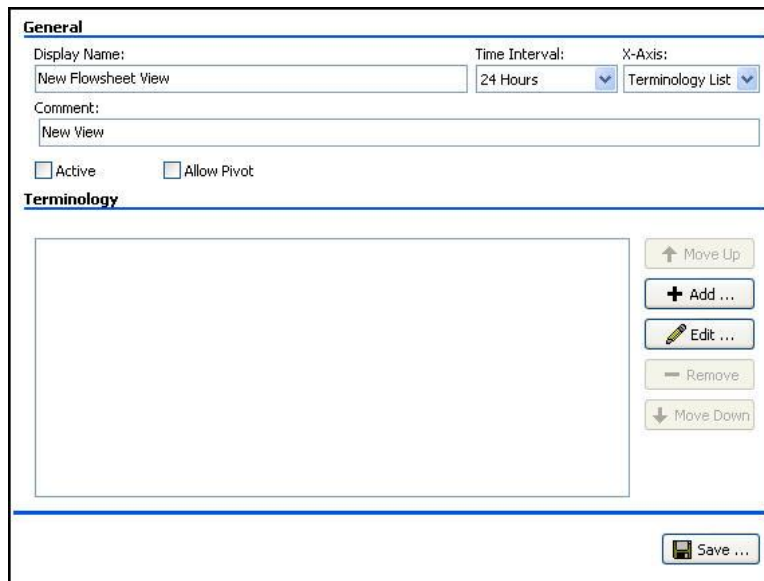 General
Display Name: Time Interval: X-Axis:
New Flowsheet View 24 Hours Terminology List
Comment:
New View
Active Allow Pivot
Terminology
Move Up
Add ...
Edit ...
Remove
Move Down
Save ...